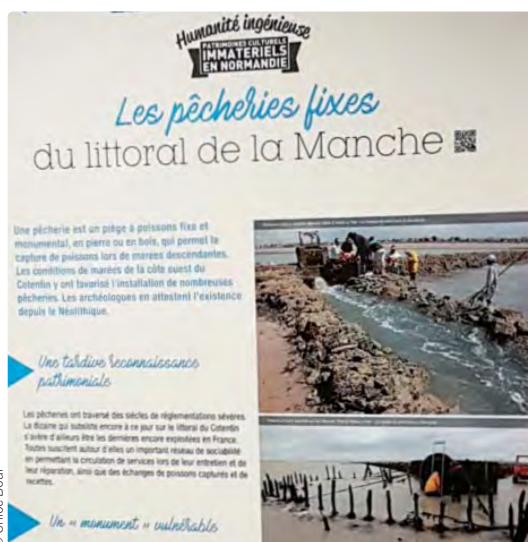 Humanité ingénieuse
PATRIMOINES CULTURELS
IMMATERIELS
EN NORMANDIE
Les pêcheries fixes
du littoral de la Manche
Une pêcherie est un piège à poissons fixe et
monumental, en pierre ou en bois, qui permet la
capture de poissons lors de marées descendantes.
Les conditions de marées de la côte ouest du
Cotentin y ont favorisé l'installation de nombreuses
pêcheries. Les archéologues en attestent l'existence
depuis le Néolithique.
Une tardive reconnaissance
patrimoniale
Les pêcheries ont traversé des siècles de réglementations sévères.
La dizaine qui subsiste encore à ce jour sur le littoral du Cotentin
s'avère d'ailleurs être les dernières encore exploitées en France.
Toutes suscitent autour d'elles un important réseau de sociabilité
en permettant la circulation de services lors de leur entretien et de
leur réparation, ainsi que des échanges de poissons capturés et de
recettes.
Un « monument » vulnérable